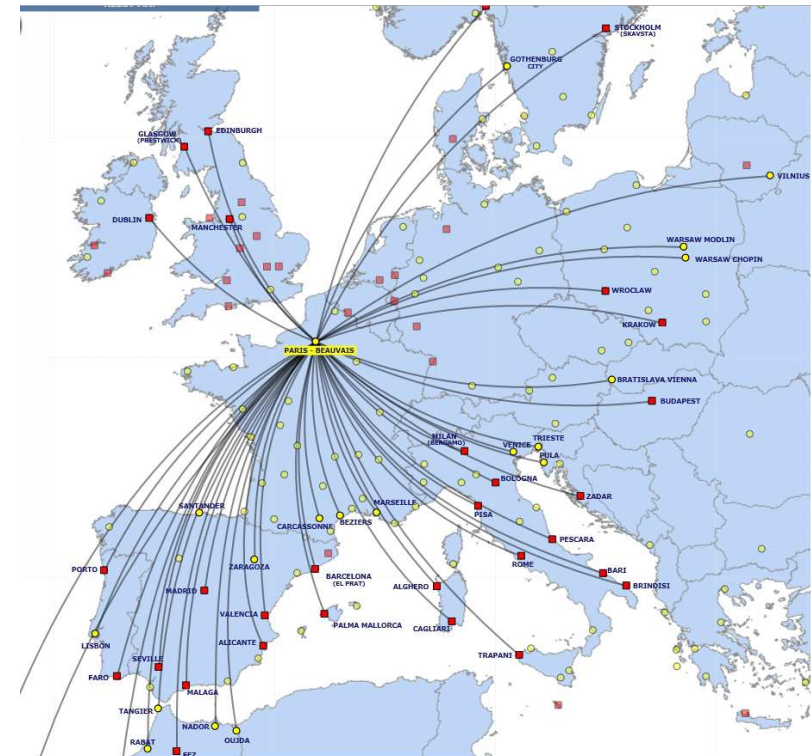 STOCKHOLM
(SKAVSTA)
GOTHENBURG
CITY
EDINBURGH
GLASGOW
(PRESTWICK)
VILNIUS
DUBLIN
MANCHESTER
WARSAW MODLIN
WARSAW CHOPIN
WROCLAW
KRAKOW
PARIS - BEAUVAIS
BRATISLAVA VIENNA
BUDAPEST
MILAN
(BERGAMO)
VENICE
TRIESTE
PULA
BOLOGNA
ZADAR
SANTANDER
CARCASSONNE
BEZIERS
MARSEILLE
PISA
PESCARA
ROME
PORTO
ZARAGOZA
MADRID
BARCELONA
(EL PRAT)
ALGHERO
BARI
BRINDISI
VALENCIA
PALMA MALLORCA
CAGLIARI
LISBON
ALICANTE
TRAPANI
SEVILLE
FARO
MALAGA
TANGIER
NADOR
OUJDA
RABAT
FEZ